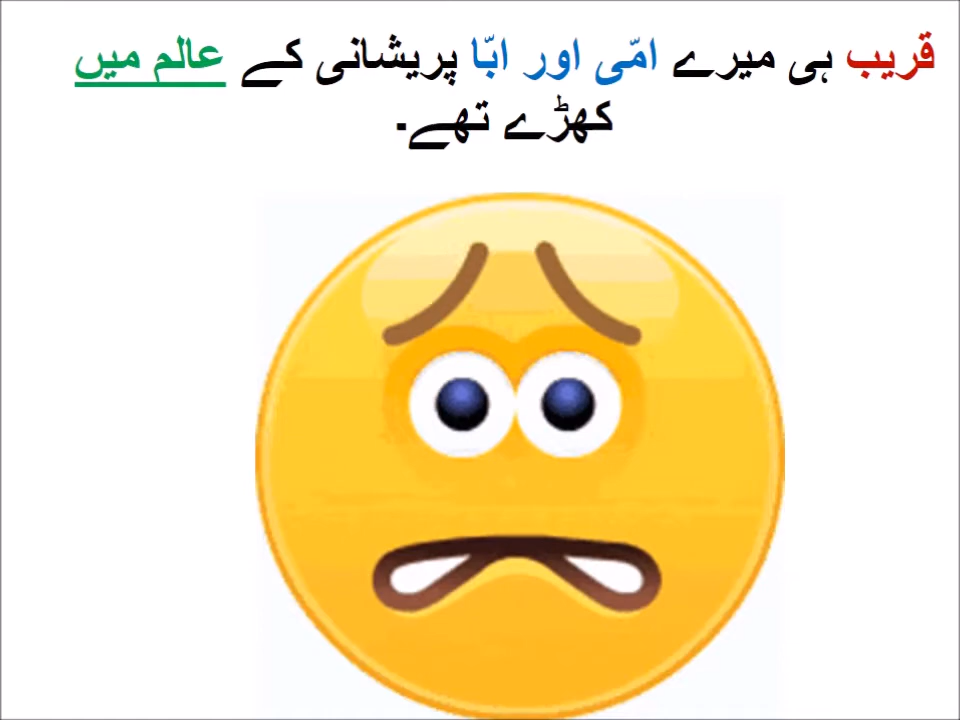 قریب ہی میرے امّی اور ابّا پریشانی کے عالم میں
کھڑے تھے۔